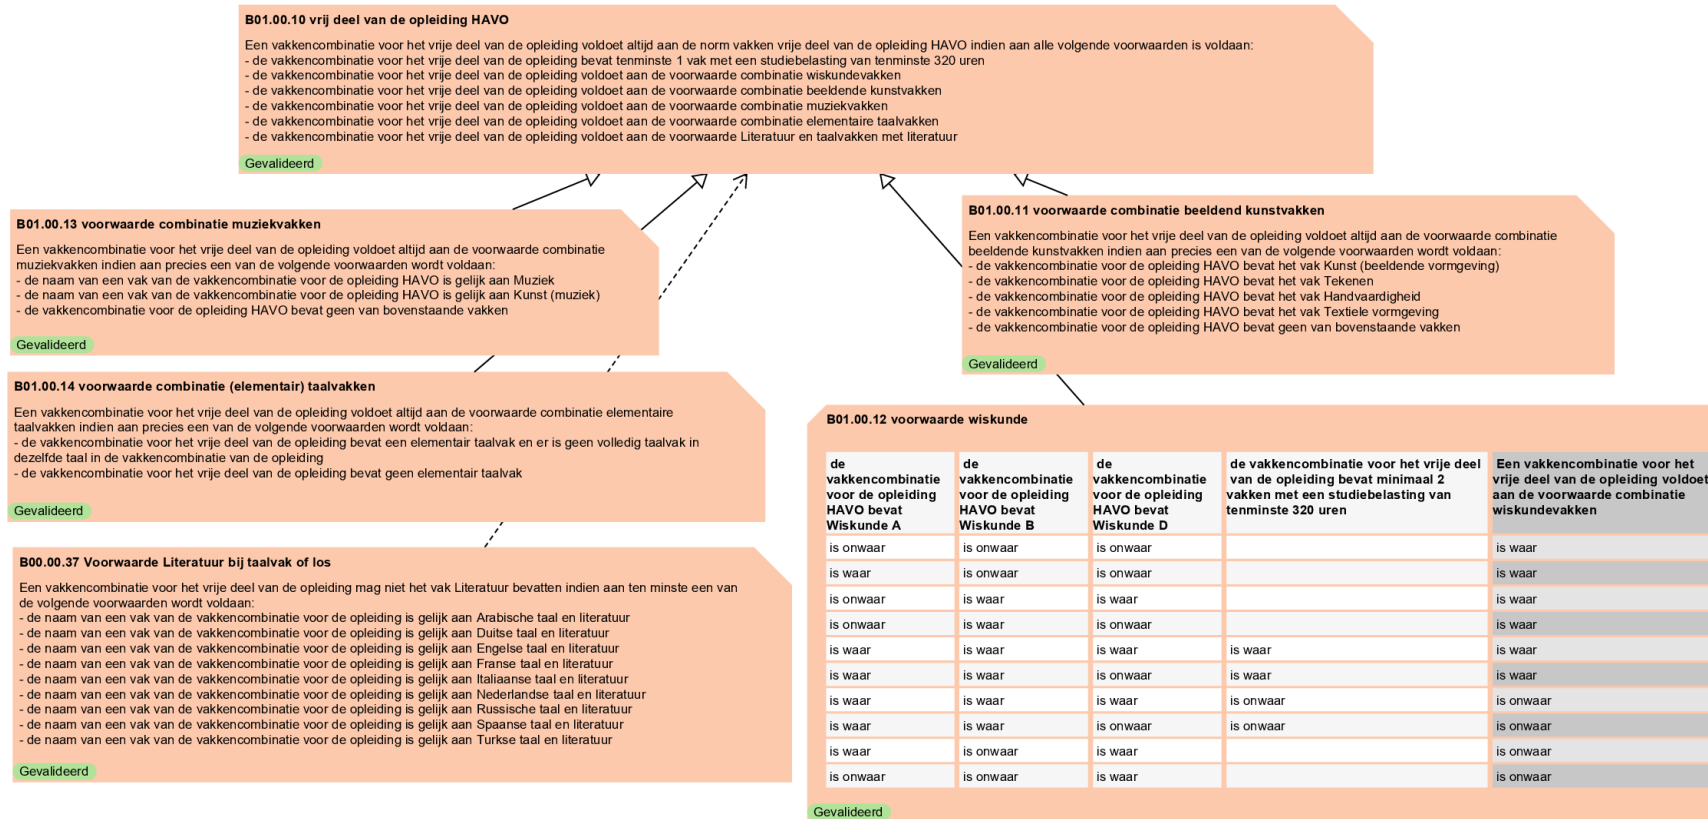 B01.00.10 vrij deel van de opleiding HAVO
Een vakkencombinatie voor het vrije deel van de opleiding voldoet altijd aan de norm vakken vrije deel van de opleiding HAVO indien aan alle volgende voorwaarden is voldaan:
- de vakkencombinatie voor het vrije deel van de opleiding bevat tenminste 1 vak met een studiebelasting van tenminste 320 uren
- de vakkencombinatie voor het vrije deel van de opleiding voldoet aan de voorwaarde combinatie wiskundevakken
- de vakkencombinatie voor het vrije deel van de opleiding voldoet aan de voorwaarde combinatie beeldende kunstvakken
- de vakkencombinatie voor het vrije deel van de opleiding voldoet aan de voorwaarde combinatie muziekvakken
- de vakkencombinatie voor het vrije deel van de opleiding voldoet aan de voorwaarde combinatie elementaire taalvakken
- de vakkencombinatie voor het vrije deel van de opleiding voldoet aan de voorwaarde Literatuur en taalvakken met literatuur
Gevalideerd
B01.00.13 voorwaarde combinatie muziekvakken
Een vakkencombinatie voor het vrije deel van de opleiding voldoet altijd aan de voorwaarde combinatie
muziekvakken indien aan precies een van de volgende voorwaarden wordt voldaan:
- de naam van een vak van de vakkencombinatie voor de opleiding HAVO is gelijk aan Muziek
- de naam van een vak van de vakkencombinatie voor de opleiding HAVO is gelijk aan Kunst (muziek)
- de vakkencombinatie voor de opleiding HAVO bevat geen van bovenstaande vakken
Gevalideerd
B01.00.11 voorwaarde combinatie beeldend kunstvakken
Een vakkencombinatie voor het vrije deel van de opleiding voldoet altijd aan de voorwaarde combinatie
beeldende kunstvakken indien aan precies een van de volgende voorwaarden wordt voldaan:
- de vakkencombinatie voor de opleiding HAVO bevat het vak Kunst (beeldende vormgeving)
- de vakkencombinatie voor de opleiding HAVO bevat het vak Tekenen
- de vakkencombinatie voor de opleiding HAVO bevat het vak Handvaardigheid
- de vakkencombinatie voor de opleiding HAVO bevat het vak Textiele vormgeving
- de vakkencombinatie voor de opleiding HAVO bevat geen van bovenstaande vakken
Gevalideerd
B01.00.14 voorwaarde combinatie (elementair) taalvakken
Een vakkencombinatie voor het vrije deel van de opleiding voldoet altijd aan de voorwaarde combinatie elementaire
taalvakken indien aan precies een van de volgende voorwaarden wordt voldaan:
- de vakkencombinatie voor het vrije deel van de opleiding bevat een elementair taalvak en er is geen volledig taalvak in
dezelfde taal in de vakkencombinatie van de opleiding
- de vakkencombinatie voor het vrije deel van de opleiding bevat geen elementair taalvak
Gevalideerd
B00.00.37 Voorwaarde Literatuur bij taalvak of los
Een vakkencombinatie voor het vrije deel van de opleiding mag niet het vak Literatuur bevatten indien aan ten minste een van
de volgende voorwaarden wordt voldaan:
- de naam van een vak van de vakkencombinatie voor de opleiding is gelijk aan Arabische taal en literatuur
- de naam van een vak van de vakkencombinatie voor de opleiding is gelijk aan Duitse taal en literatuur
- de naam van een vak van de vakkencombinatie voor de opleiding is gelijk aan Engelse taal en literatuur
- de naam van een vak van de vakkencombinatie voor de opleiding is gelijk aan Franse taal en literatuur
- de naam van een vak van de vakkencombinatie voor de opleiding is gelijk aan Italiaanse taal en literatuur
- de naam van een vak van de vakkencombinatie voor de opleiding is gelijk aan Nederlandse taal en literatuur
- de naam van een vak van de vakkencombinatie voor de opleiding is gelijk aan Russische taal en literatuur
- de naam van een vak van de vakkencombinatie voor de opleiding is gelijk aan Spaanse taal en literatuur
- de naam van een vak van de vakkencombinatie voor de opleiding is gelijk aan Turkse taal en literatuur
Gevalideerd
B01.00.12 voorwaarde wiskunde
de
vakkencombinatie
voor de opleiding
HAVO bevat
Wiskunde A
de
vakkencombinatie
voor de opleiding
HAVO bevat
Wiskunde B
de
vakkencombinatie
voor de opleiding
HAVO bevat
Wiskunde D
de vakkencombinatie voor het vrije deel
van de opleiding bevat minimaal 2
vakken met een studiebelasting van
tenminste 320 uren
Een vakkencombinatie voor het
vrije deel van de opleiding voldoet
aan de voorwaarde combinatie
wiskundevakken
is onwaar is onwaar is onwaar is waar
is waar is onwaar is onwaar is waar
is onwaar is waar is waar is waar
is onwaar is waar is onwaar is waar
is waar is waar is waar is waar is waar
is waar is waar is onwaar is waar is waar
is waar is waar is waar is onwaar is onwaar
is waar is waar is onwaar is onwaar is onwaar
is waar is onwaar is waar is onwaar
is onwaar is onwaar is waar is onwaar
Gevalideerd